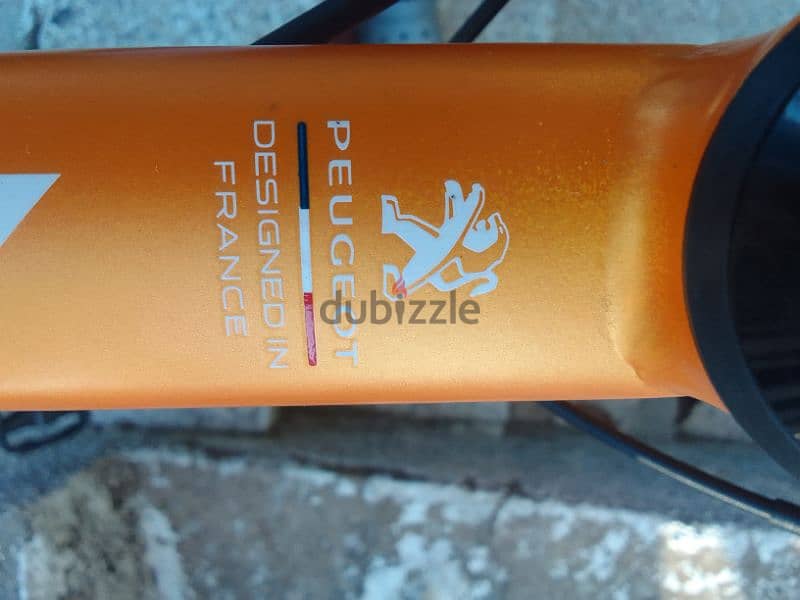 PEUGEOT
DESIGNED IN
FRANCE
dubizzle